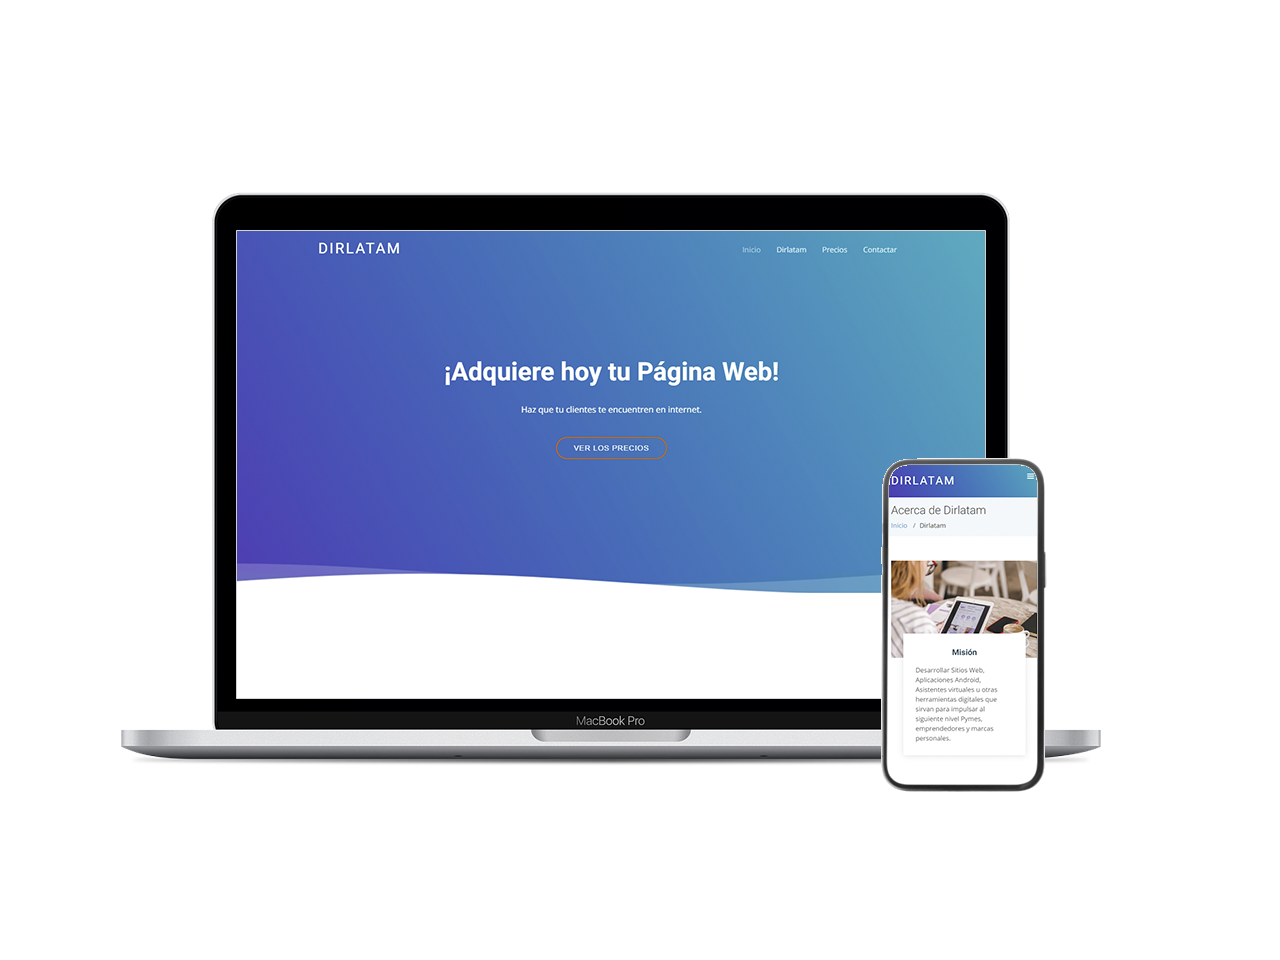 DIRLATAM
Inicio Dirlatam Precios Contactar
¡Adquiere hoy tu Página Web!
Haz que tu clientes te encuentren en internet.
VER LOS PRECIOS
MacBook Pro
DIRLATAM
Acerca de Dirlatam
Inicio / Dirlatam
Misión
Desarrollar Sitios Web,
Aplicaciones Android,
Asistentes virtuales u otras
herramientas digitales que
sirvan para impulsar al
siguiente nivel Pymes,
emprendedores y marcas
personales.